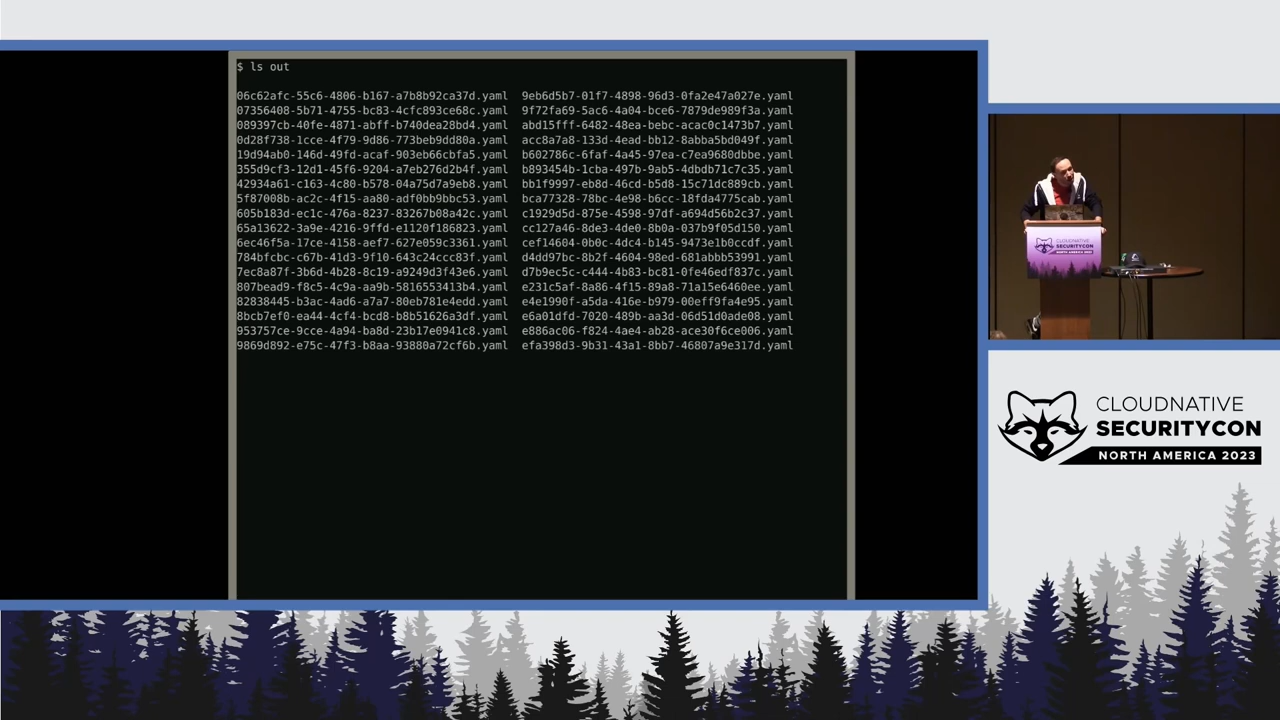 $ ls out
06c62afc-55c6-4806-b167-a7b8b92ca37d.yaml 9eb6d5b7-01f7-4898-96d3-0fa2e47a027e.yaml
07356408-5b71-4755-bc83-4cfc893ce68c.yaml 9f72fa69-5ac6-4a04-bce6-7879de989f3a.yaml
089397cb-40fe-4871-abff-b740dea28bd4.yaml abd15fff-6482-48ea-bebc-acac0c1473b7.yaml
0d28f738-1cce-4f79-9d86-773beb9dd80a.yaml acc8a7a8-133d-4ead-bb12-8abba5bd049f.yaml
19d94ab0-146d-49fd-acaf-903eb66cbfa5.yaml b602786c-6faf-4a45-97ea-c7ea9680dbbe.yaml
355d9cf3-12d1-45f6-9204-a7eb276d2b4f.yaml b893454b-1cba-497b-9ab5-4dbdb71c7c35.yaml
42934a61-c163-4c80-b578-04a75d7a9eb8.yaml bb1f9997-eb8d-46cd-b5d8-15c71dc889cb.yaml
5f87008b-ac2c-4f15-aa80-adf0bb9bbc53.yaml bca77328-78bc-4e98-b6cc-18fda4775cab.yaml
605b183d-ec1c-476a-8237-83267b08a42c.yaml c1929d5d-875e-4598-97df-a694d56b2c37.yaml
65a13622-3a9e-4216-9ffd-e1120f186823.yaml cc127a46-8de3-4de0-8b0a-037b9f05d150.yaml
6ec46f5a-17ce-4158-aef7-627e059c3361.yaml cef14604-0b0c-4dc4-b145-9473e1b0ccdf.yaml
784bfcbc-c67b-41d5-9f10-643c24ccc03f.yaml d4dd97bc-8b2f-4604-98ed-681abbb53991.yaml
7ec8a87f-3b6d-4b28-8c19-a9249d3f43e6.yaml d7b9ec5c-c444-4b83-bc81-0fe46edf837c.yaml
807bead9-f8c5-4c9a-aa9b-5816553413b4.yaml e231c5af-8a86-4f15-89a8-71a15e6460ee.yaml
82838445-b3ac-4ad6-a7a7-80eb781e4edd.yaml e4e1990f-a5da-416e-b979-00eff9fa4e95.yaml
8bcb7ef0-ea44-4cf4-bcd8-b8b51626a3df.yaml e6a01dfd-7020-489b-aa3d-06d51d0ade08.yaml
953757ce-9cce-4a94-ba8d-23b17e0941c8.yaml e886ac06-f824-4ae4-ab28-ace30f6ce006.yaml
9869d892-e75c-47f3-b8aa-93880a72cf6b.yaml efa398d3-9b31-43a1-8bb7-46807a9e317d.yaml
CLOUDNATIVE
SECURITYCON
CLOUDNATIVE
SECURITYCON
NORTH AMERICA 2023